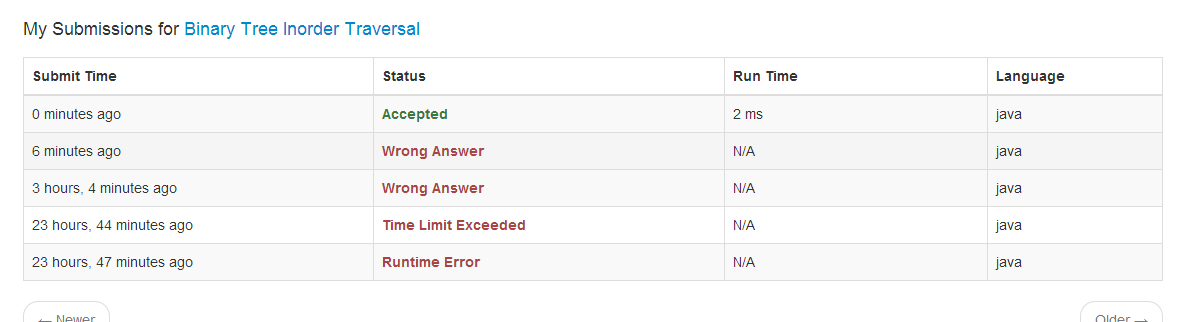 My Submissions for Binary Tree Inorder Traversal
Submit Time Status Run Time Language
0 minutes ago Accepted 2 ms java
6 minutes ago Wrong Answer N/A java
3 hours, 4 minutes ago Wrong Answer N/A java
23 hours, 44 minutes ago Time Limit Exceeded N/A java
23 hours, 47 minutes ago Runtime Error N/A java
← Newer Older →